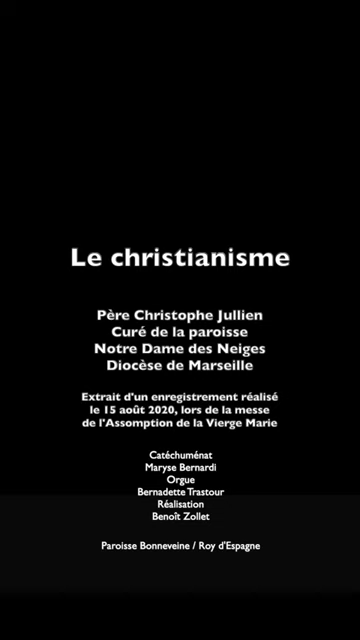 Le christianisme
Père Christophe Jullien
Curé de la paroisse
Notre Dame des Neiges
Diocèse de Marseille
Extrait d'un enregistrement réalisé
le 15 août 2020, lors de la messe
de l'Assomption de la Vierge Marie
Catéchuménat
Maryse Bernardi
Orgue
Bernadette Trastour
Réalisation
Benoît Zollet
Paroisse Bonneveine / Roy d'Espagne